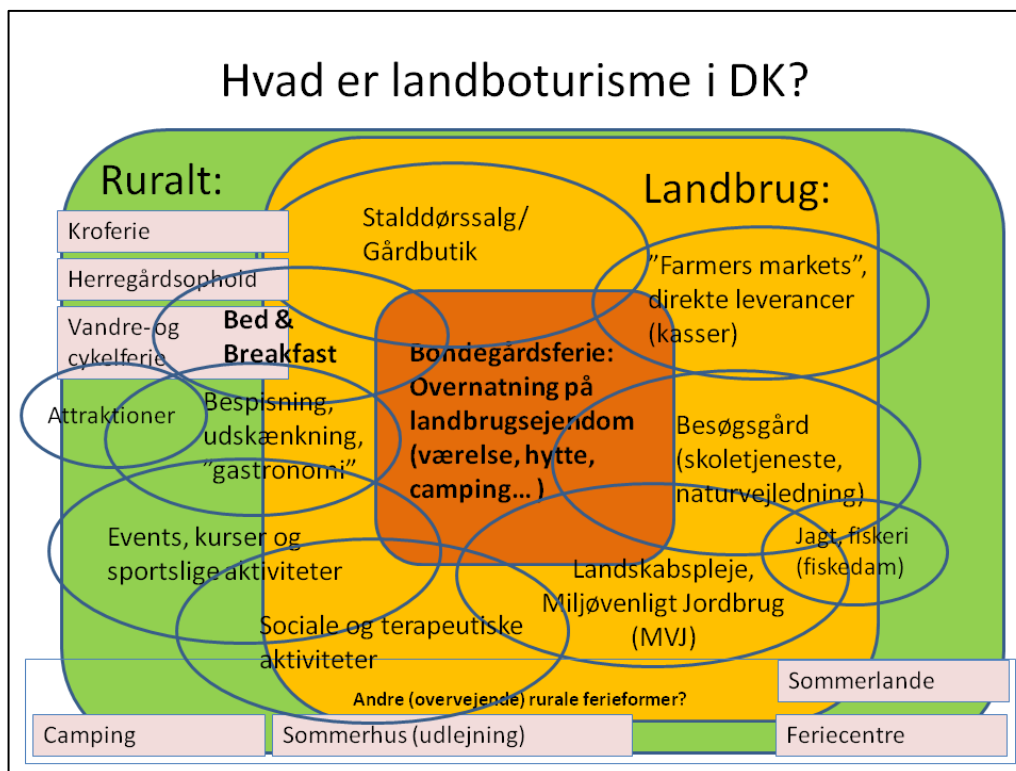 Hvad er landboturisme i DK?
Ruralt:
Landbrug:
Kroferie
Herregårdsophold
Vandre- og
cykelferie
Stalddørssalg/
Gårdbutik
”Farmers markets”,
direkte leverancer
(kasser)
Bed &
Breakfast
Bondegårdsferie:
Overnatning på
landbrugsejendom
(værelse, hytte,
camping... )
Attraktioner
Bespisning,
udskænkning,
”gastronomi”
Besøgsgård
(skoletjeneste,
naturvejledning)
Events, kurser og
sportslige aktiviteter
Jagt, fiskeri
(fiskedam)
Landskabspleje,
Miljøvenligt Jordbrug
(MVJ)
Sociale og terapeutiske
aktiviteter
Andre (overvejende) rurale ferieformer?
Sommerlande
Camping
Sommerhus (udlejning)
Feriecentre